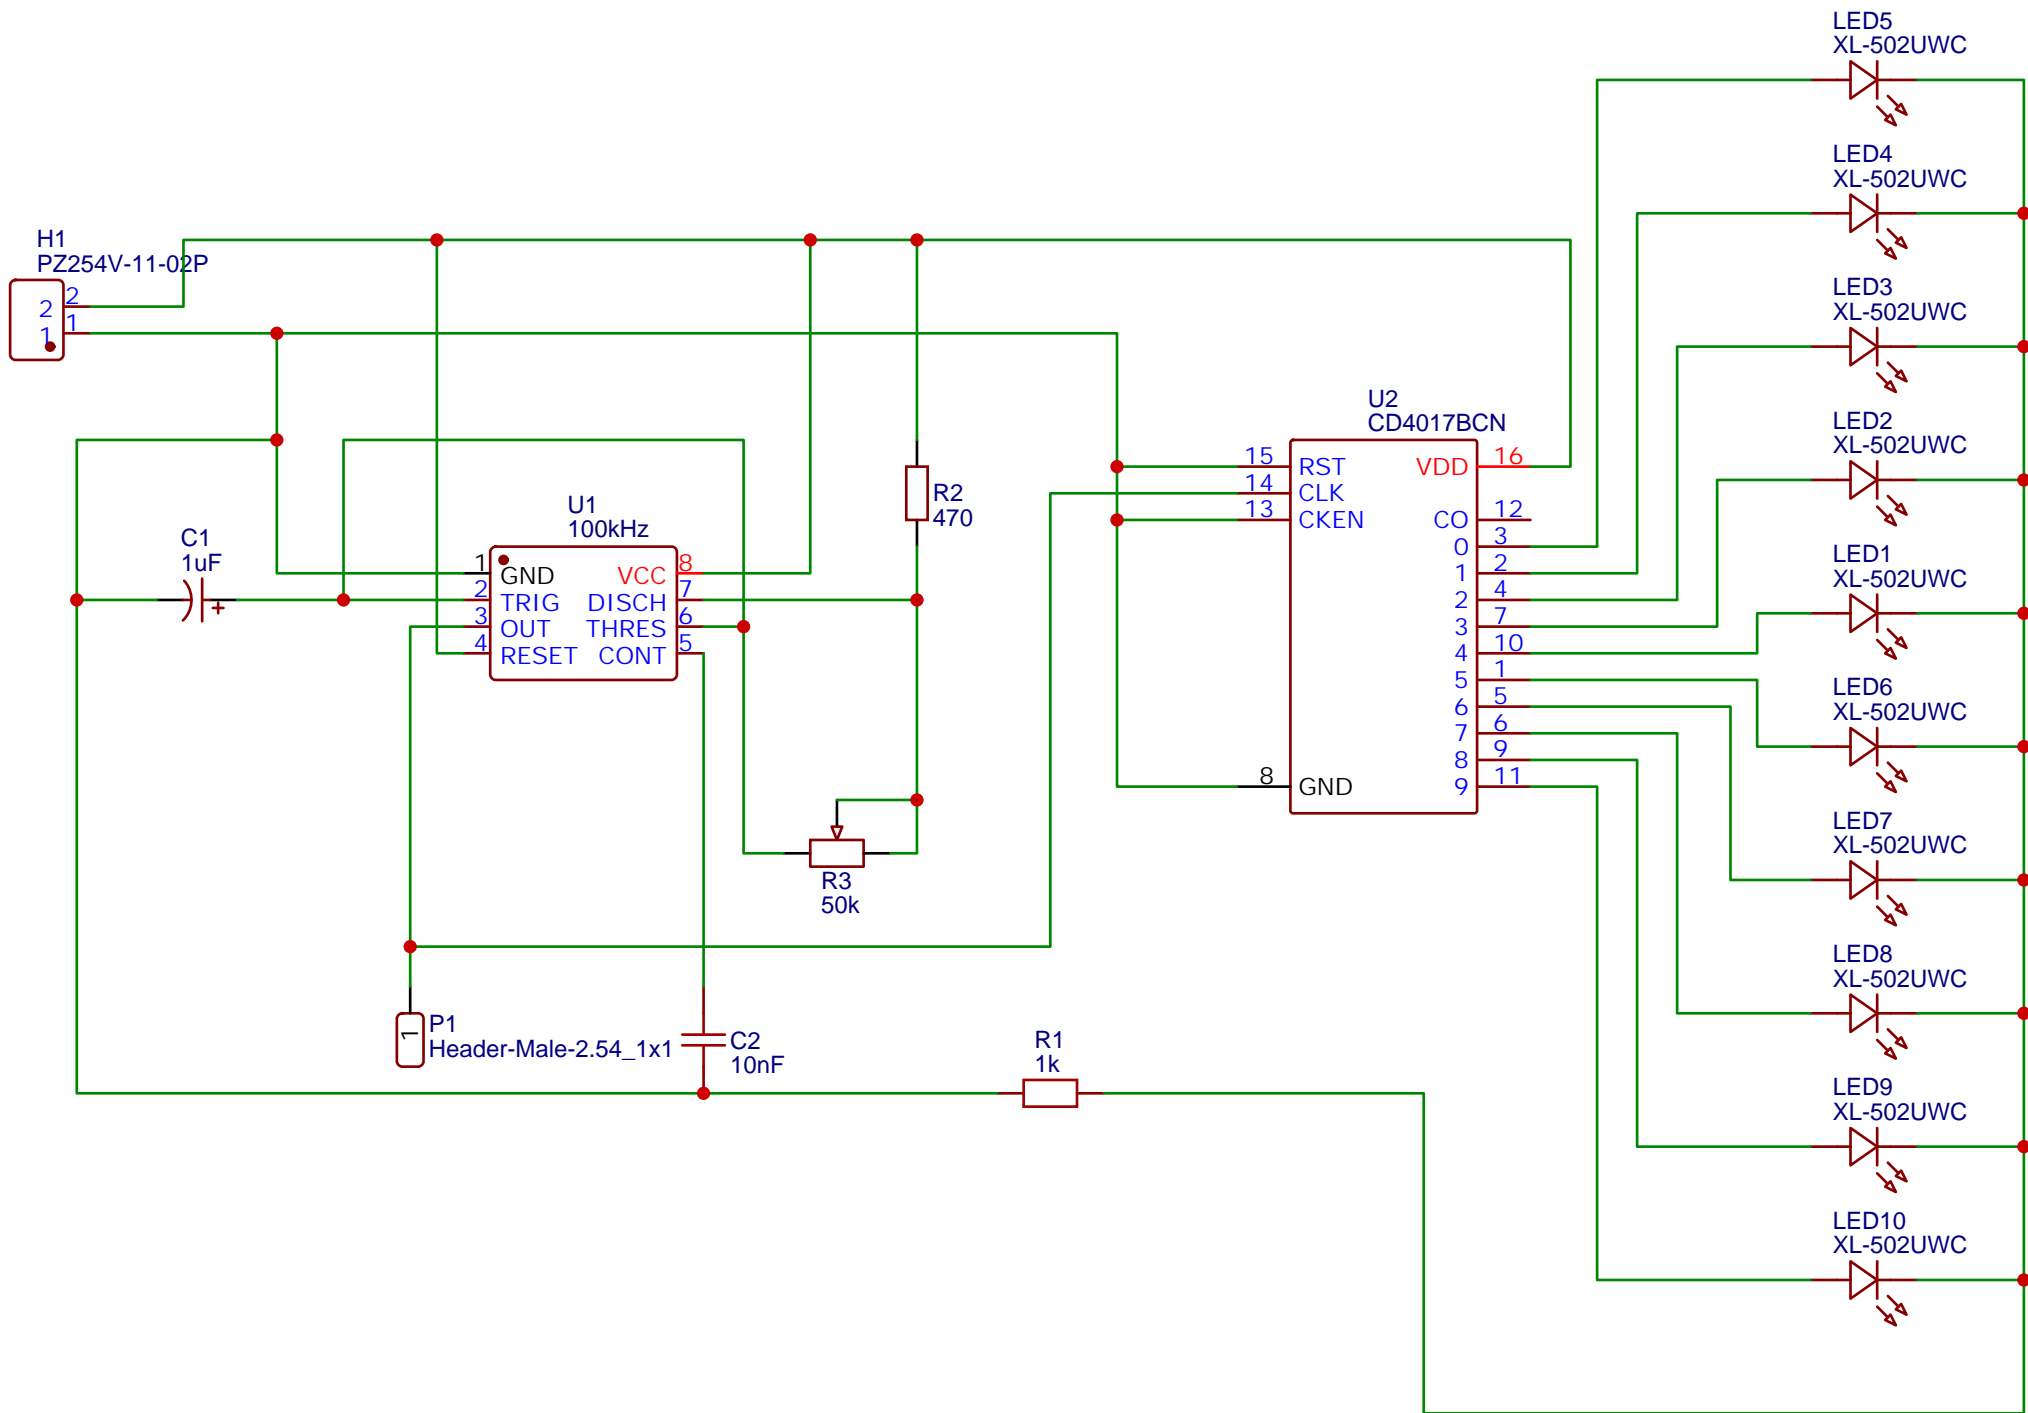 LED5
XL-502UWC
LED4
XL-502UWC
H1
PZ254V-11-02P
2 2
1 1
LED3
XL-502UWC
U2
CD4017BCN
LED2
XL-502UWC
15 RST VDD 16
14 CLK
13 CKEN CO 12
0 3
1 2
2 4
3 7
4 10
5 1
6 5
7 6
8 9
8 GND 9 11
R2
470
U1
100kHz
C1
1uF
+
1 GND VCC 8
2 TRIG DISCH 7
3 OUT THRES 6
4 RESET CONT 5
LED1
XL-502UWC
LED6
XL-502UWC
R3
50k
LED7
XL-502UWC
LED8
XL-502UWC
1
P1
Header-Male-2.54_1x1
C2
10nF
R1
1k
LED9
XL-502UWC
LED10
XL-502UWC